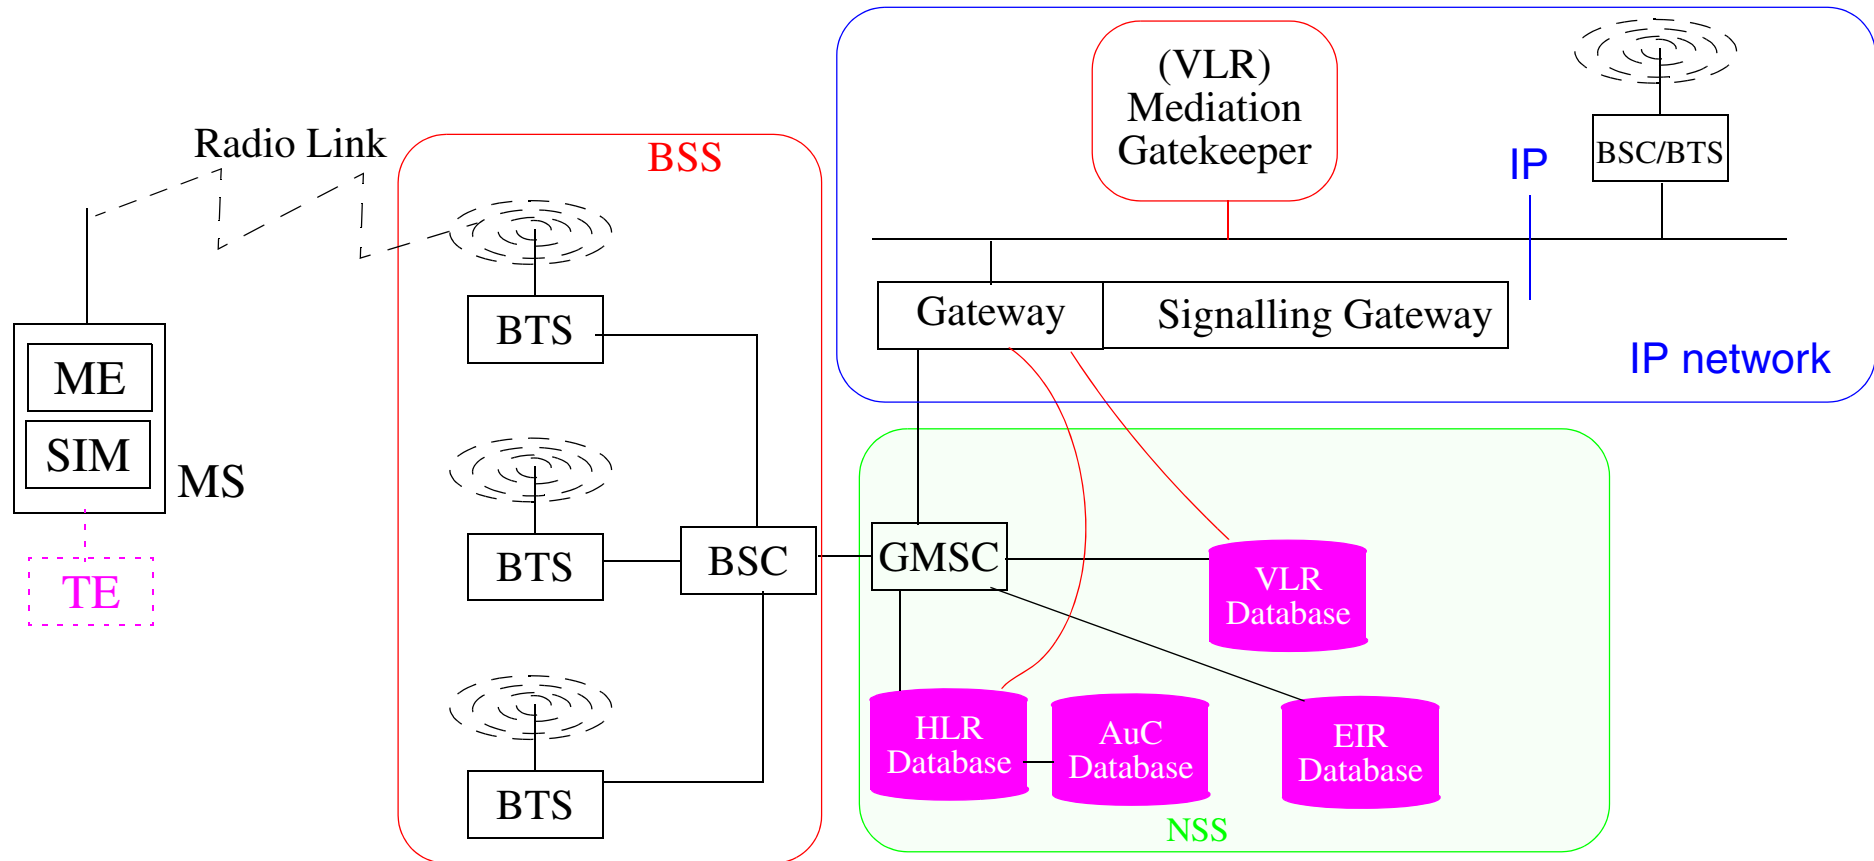 Radio Link
ME
SIM
MS
TE
BSS
BTS
BTS
BTS
BSC
(VLR)
Mediation
Gatekeeper
IP
BSC/BTS
Gateway
Signalling Gateway
IP network
GMSC
VLR
Database
HLR
Database
AuC
Database
EIR
Database
NSS